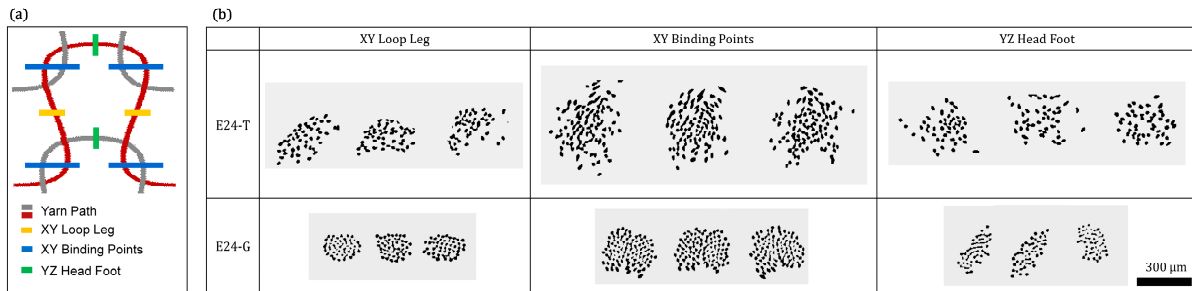 (a)
(b)
XY Loop Leg
XY Binding Points
YZ Head Foot
E24-T
E24-G
Yarn Path
XY Loop Leg
XY Binding Points
YZ Head Foot
300 µm